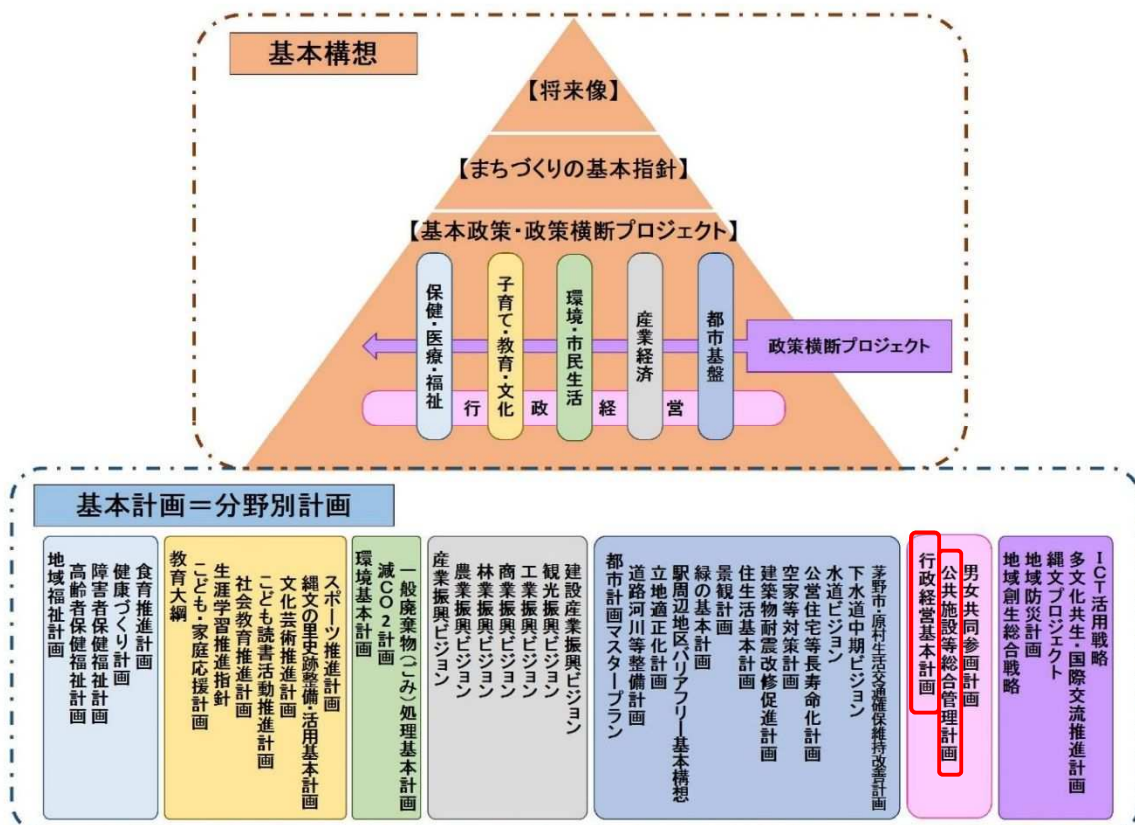 基本構想
【将来像】
【まちづくりの基本指針】
【基本政策・政策横断プロジェクト】
保健・医療・福祉
子育て・教育・文化
環境・市民生活
産業経済
都市基盤
政策横断プロジェクト
行政経営
基本計画＝分野別計画
地域福祉計画
高齢者保健福祉計画
障害者保健福祉計画
健康づくり計画
食育推進計画
教育大綱
こども・家庭応援計画
生涯学習推進指針
社会教育推進計画
こども読書活動推進計画
文化芸術推進計画
縄文の里史跡整備・活用基本計画
スポーツ推進計画
環境基本計画
減CO2計画
一般廃棄物(ごみ)処理基本計画
産業振興ビジョン
農業振興ビジョン
林業振興ビジョン
商業振興ビジョン
工業振興ビジョン
観光振興ビジョン
建設産業振興ビジョン
都市計画マスタープラン
道路河川等整備計画
立地適正化計画
駅周辺地区バリアフリー基本構想
緑の基本計画
景観計画
住生活基本計画
建築物耐震改修促進計画
空家等対策計画
公営住宅等長寿命化計画
水道ビジョン
下水道中期ビジョン
茅野市・原村生活交通確保維持改善計画
行政経営基本計画
公共施設等総合管理計画
男女共同参画計画
地域創生総合戦略
地域防災計画
縄文プロジェクト
多文化共生・国際交流推進計画
ICT活用戦略